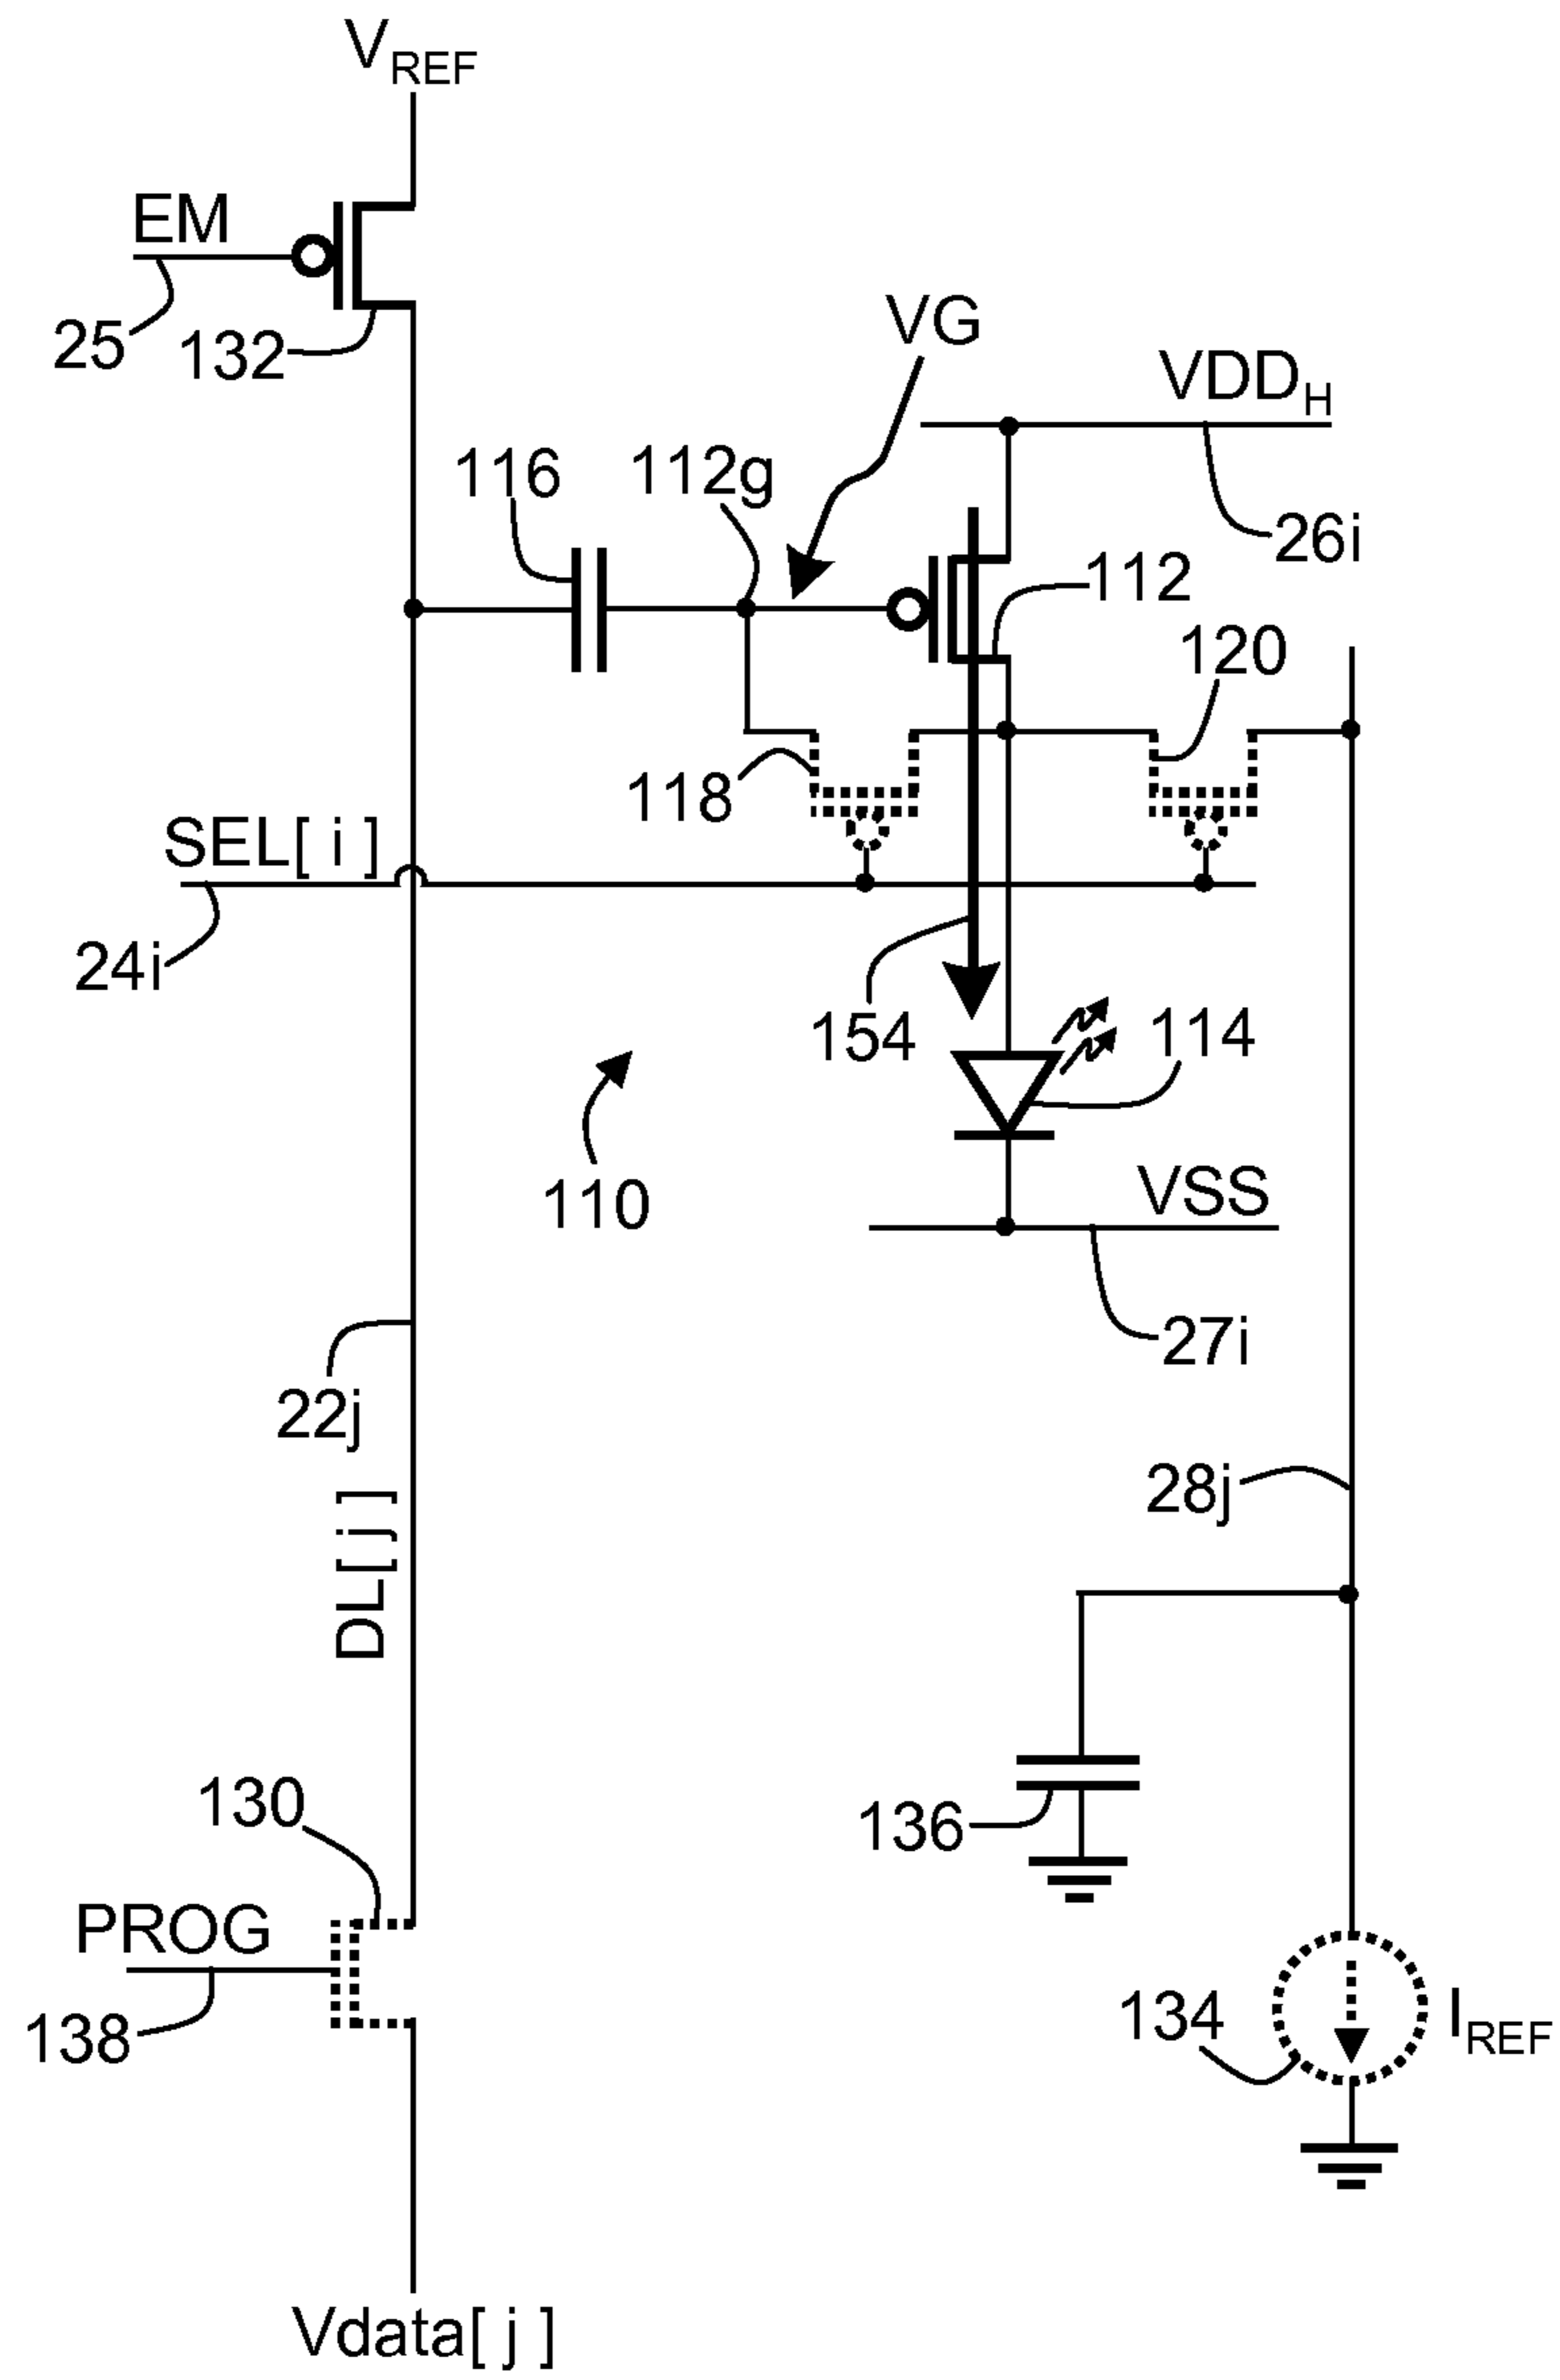 VREF
EM
25
132
VG
VDDH
116
112g
26i
112
120
118
SEL[ i ]
24i
154
114
110
VSS
27i
22j
28j
DL[ j ]
130
136
PROG
138
134
IREF
Vdata[ j ]